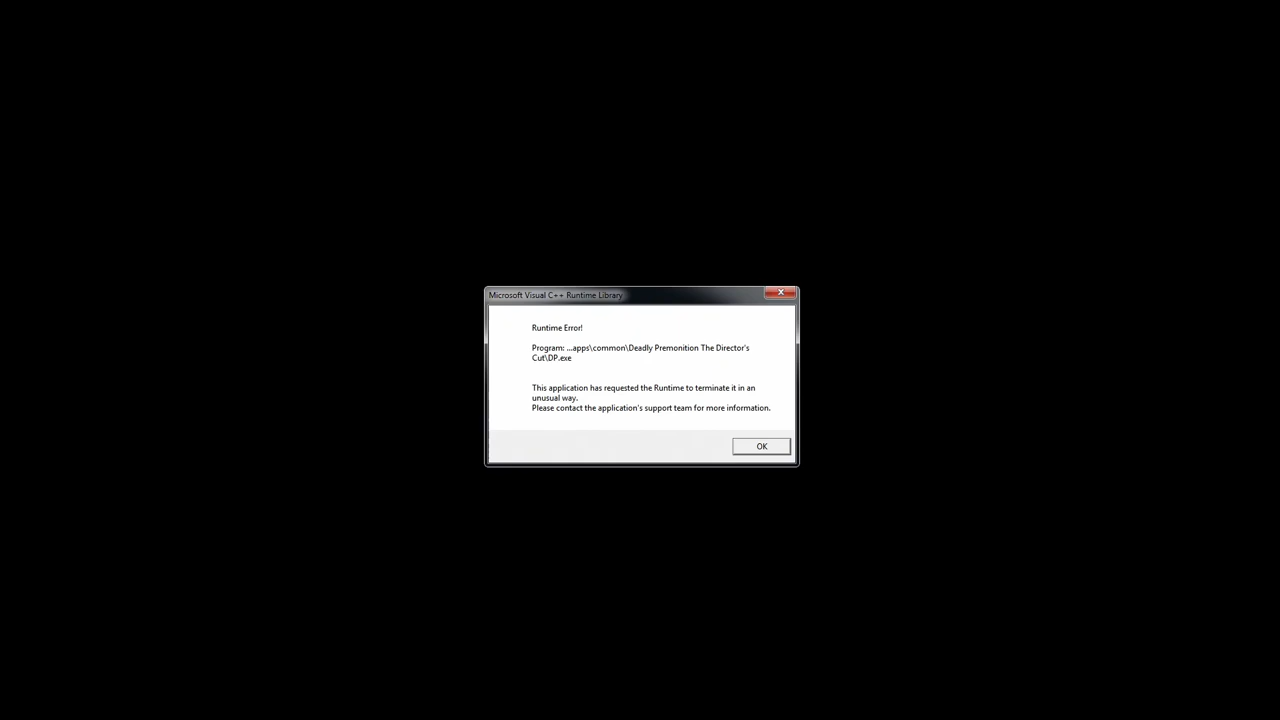 Microsoft Visual C++ Runtime Library
Runtime Error!
Program: ...apps\common\Deadly Premonition The Director's
Cut\DP.exe
This application has requested the Runtime to terminate it in an
unusual way.
Please contact the application's support team for more information.
OK